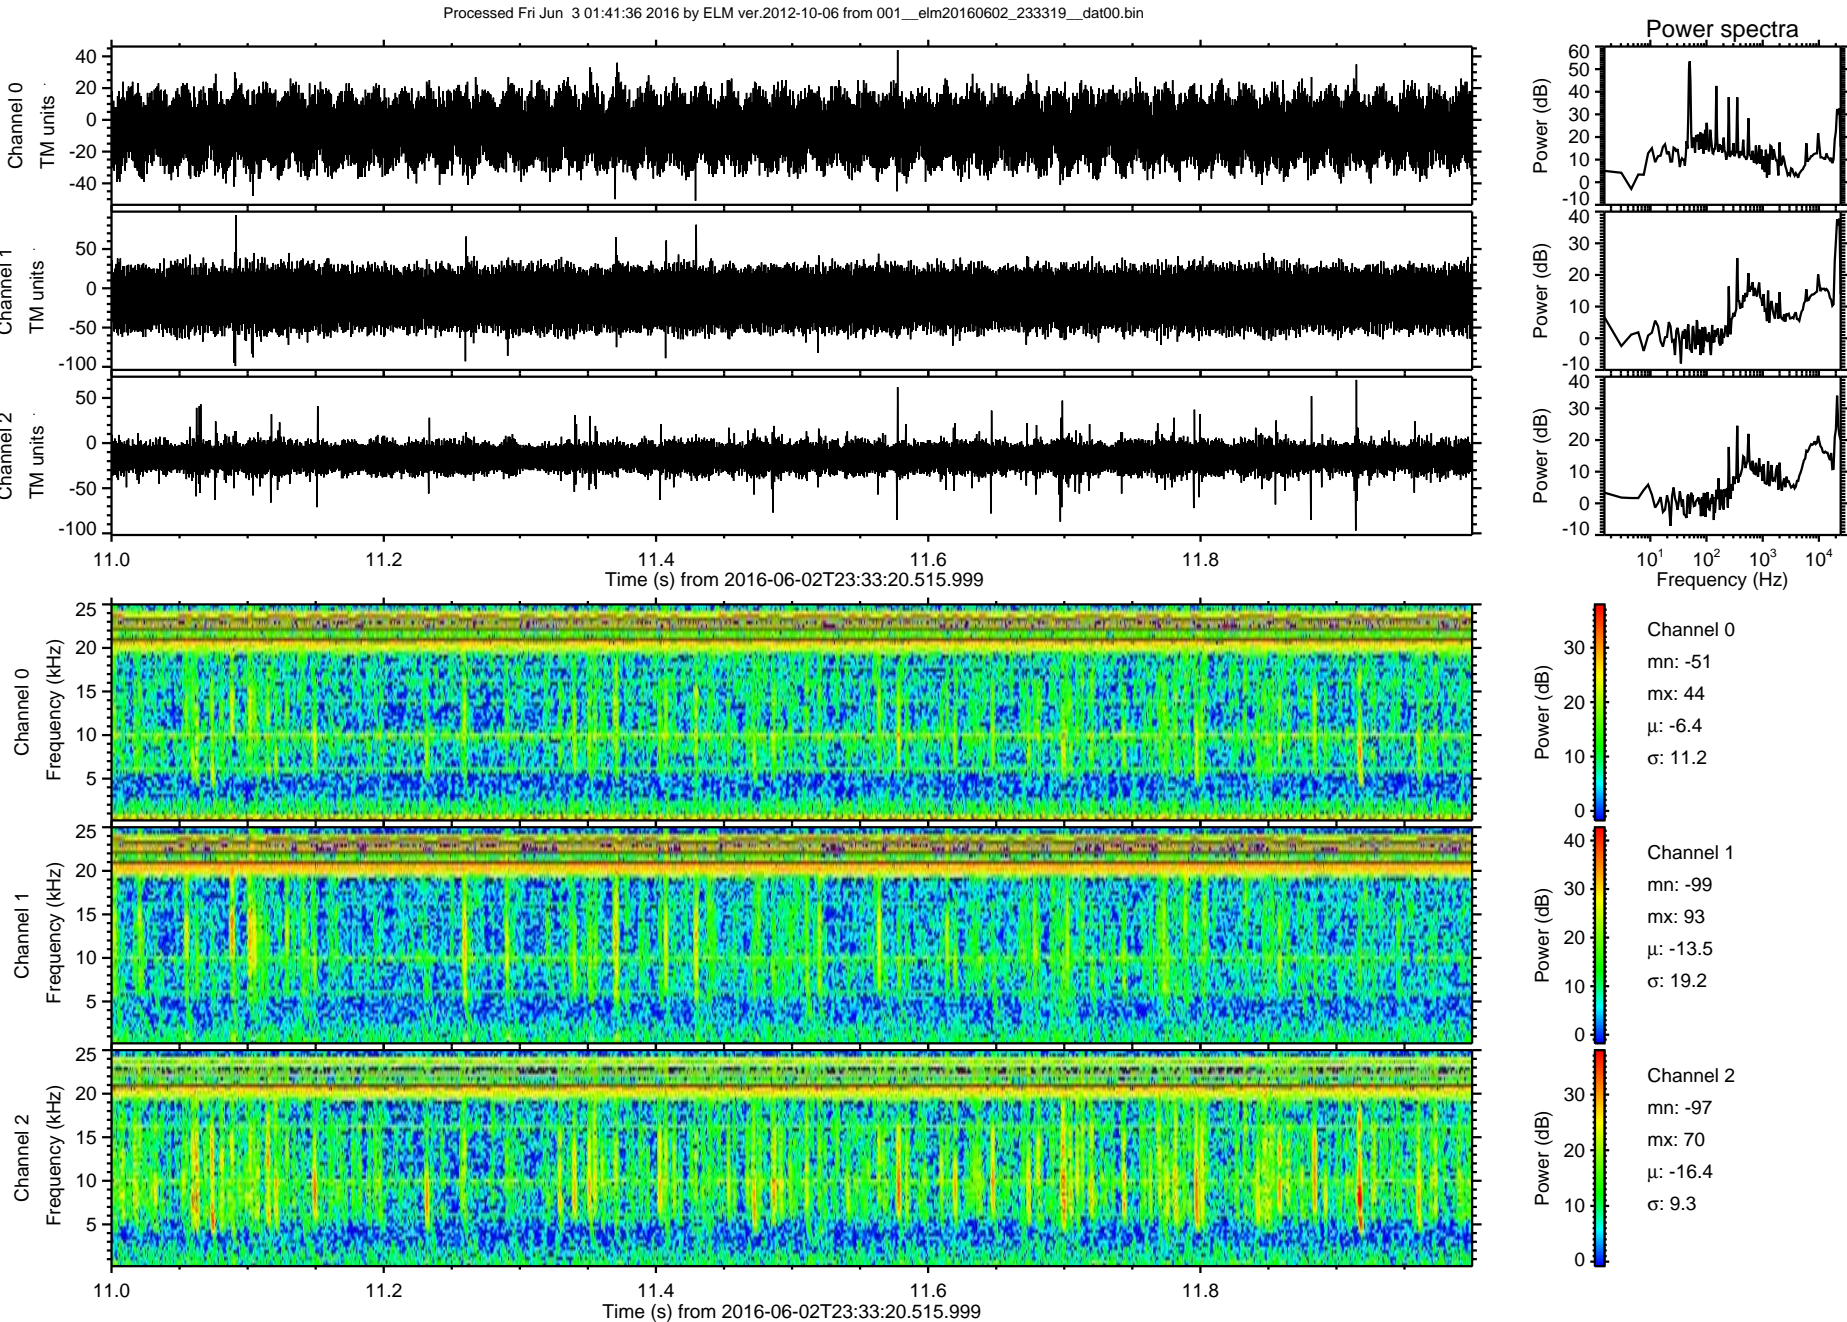 Processed Fri Jun  3 01:41:36 2016 by ELM ver.2012-10-06 from 001__elm20160602_233319__dat00.bin
Power spectra
Channel 0
TM units
40
20
0
-20
-40
Power (dB)
60
50
40
30
20
10
0
-10
Channel 1
TM units
50
0
-50
-100
Power (dB)
40
30
20
10
0
-10
Channel 2
TM units
50
0
-50
-100
Power (dB)
40
30
20
10
0
-10
11.0 11.2 11.4 11.6 11.8
Time (s) from 2016-06-02T23:33:20.515.999
10^1 10^2 10^3 10^4
Frequency (Hz)
Channel 0
Frequency (kHz)
25
20
15
10
5
Power (dB)
30
20
10
0
Channel 0
mn: -51
mx: 44
μ: -6.4
σ: 11.2
Channel 1
Frequency (kHz)
25
20
15
10
5
Power (dB)
40
30
20
10
0
Channel 1
mn: -99
mx: 93
μ: -13.5
σ: 19.2
Channel 2
Frequency (kHz)
25
20
15
10
5
Power (dB)
30
20
10
0
Channel 2
mn: -97
mx: 70
μ: -16.4
σ: 9.3
11.0 11.2 11.4 11.6 11.8
Time (s) from 2016-06-02T23:33:20.515.999